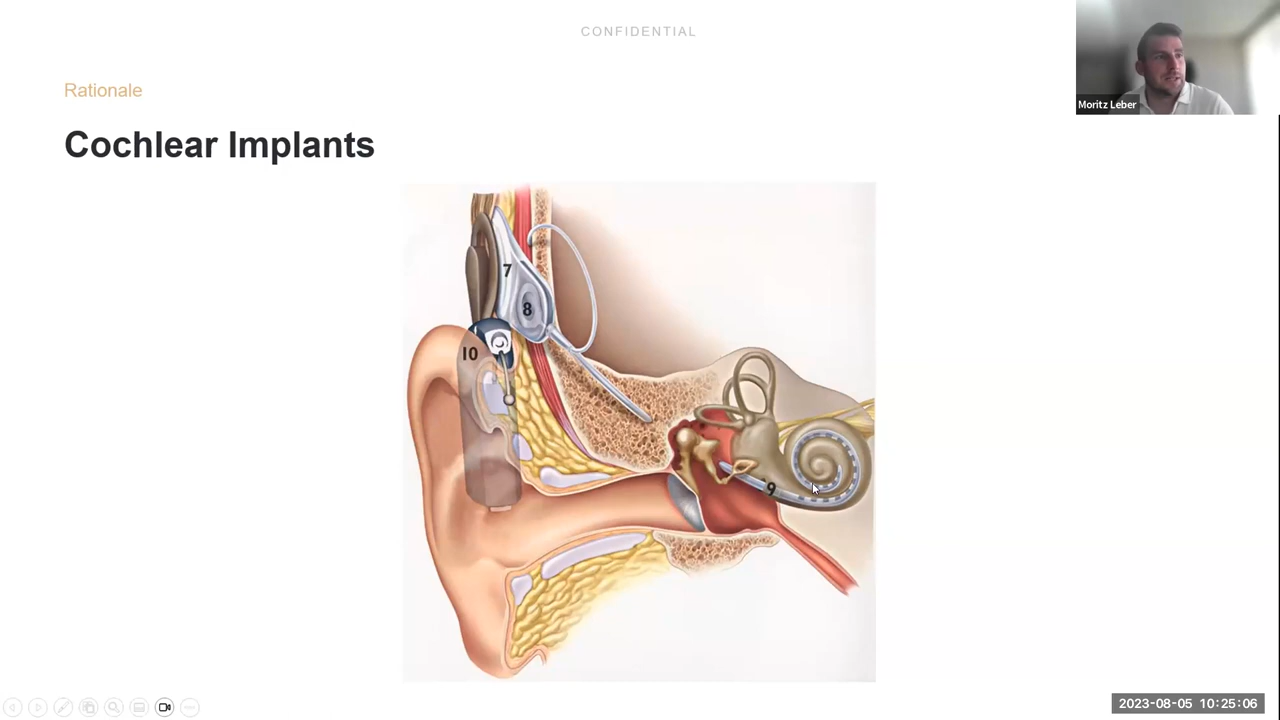 CONFIDENTIAL
Rationale
Moritz Leber
Cochlear Implants
7
8
10
9
2023-08-05 10:25:06